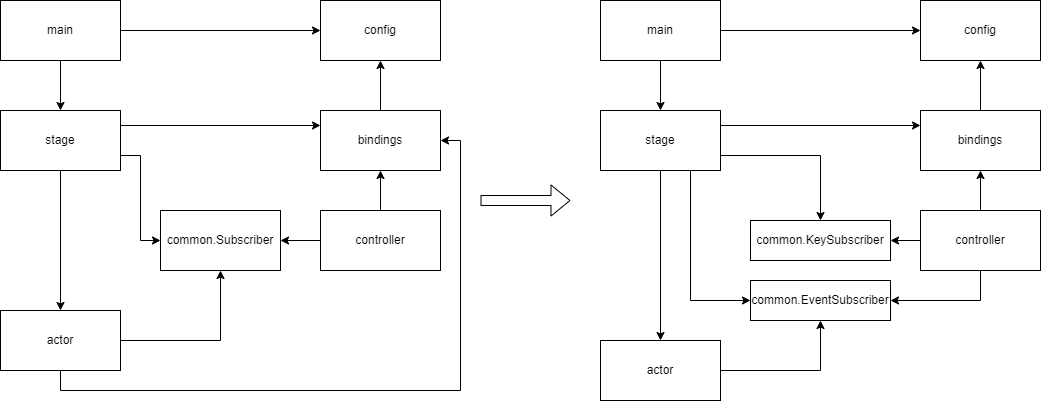 main
config
stage
bindings
common.Subscriber
controller
actor
main
config
stage
bindings
common.KeySubscriber
controller
common.EventSubscriber
actor